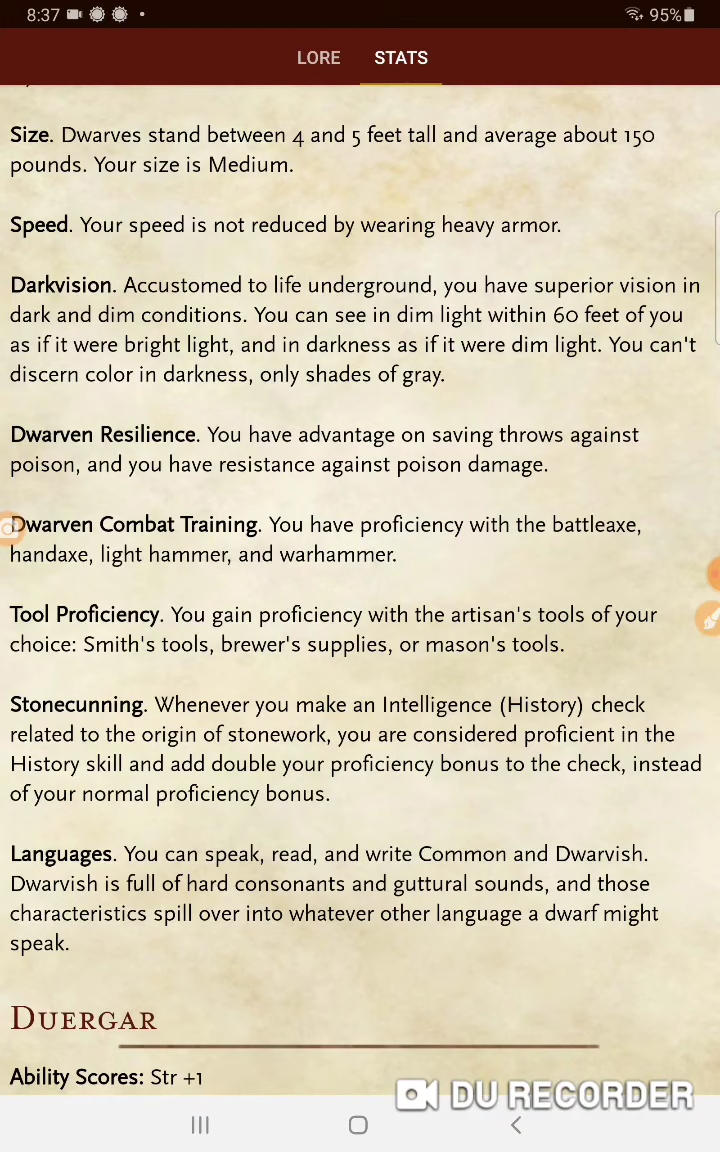 8:37
95%
LORE STATS
Size. Dwarves stand between 4 and 5 feet tall and average about 150
pounds. Your size is Medium.
Speed. Your speed is not reduced by wearing heavy armor.
Darkvision. Accustomed to life underground, you have superior vision in
dark and dim conditions. You can see in dim light within 60 feet of you
as if it were bright light, and in darkness as if it were dim light. You can't
discern color in darkness, only shades of gray.
Dwarven Resilience. You have advantage on saving throws against
poison, and you have resistance against poison damage.
Dwarven Combat Training. You have proficiency with the battleaxe,
handaxe, light hammer, and warhammer.
Tool Proficiency. You gain proficiency with the artisan's tools of your
choice: Smith's tools, brewer's supplies, or mason's tools.
Stonecunning. Whenever you make an Intelligence (History) check
related to the origin of stonework, you are considered proficient in the
History skill and add double your proficiency bonus to the check, instead
of your normal proficiency bonus.
Languages. You can speak, read, and write Common and Dwarvish.
Dwarvish is full of hard consonants and guttural sounds, and those
characteristics spill over into whatever other language a dwarf might
speak.
DUERGAR
Ability Scores: Str +1
DU RECORDER